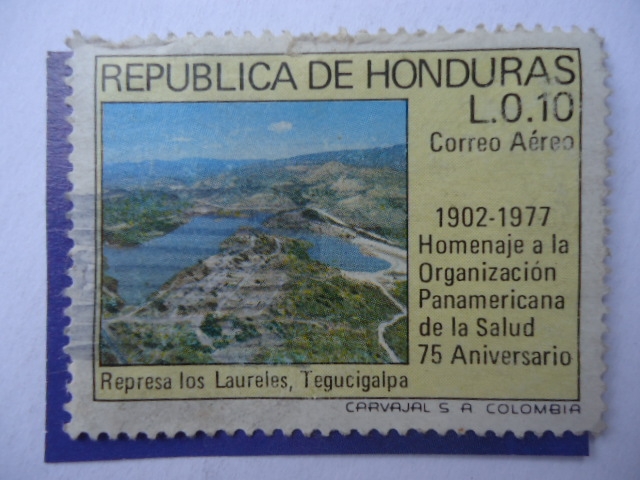 REPUBLICA DE HONDURAS
L.0.10
Correo Aéreo
1902-1977
Homenaje a la
Organización
Panamericana
de la Salud
75 Aniversario
Represa los Laureles, Tegucigalpa
CARVAJAL S A COLOMBIA